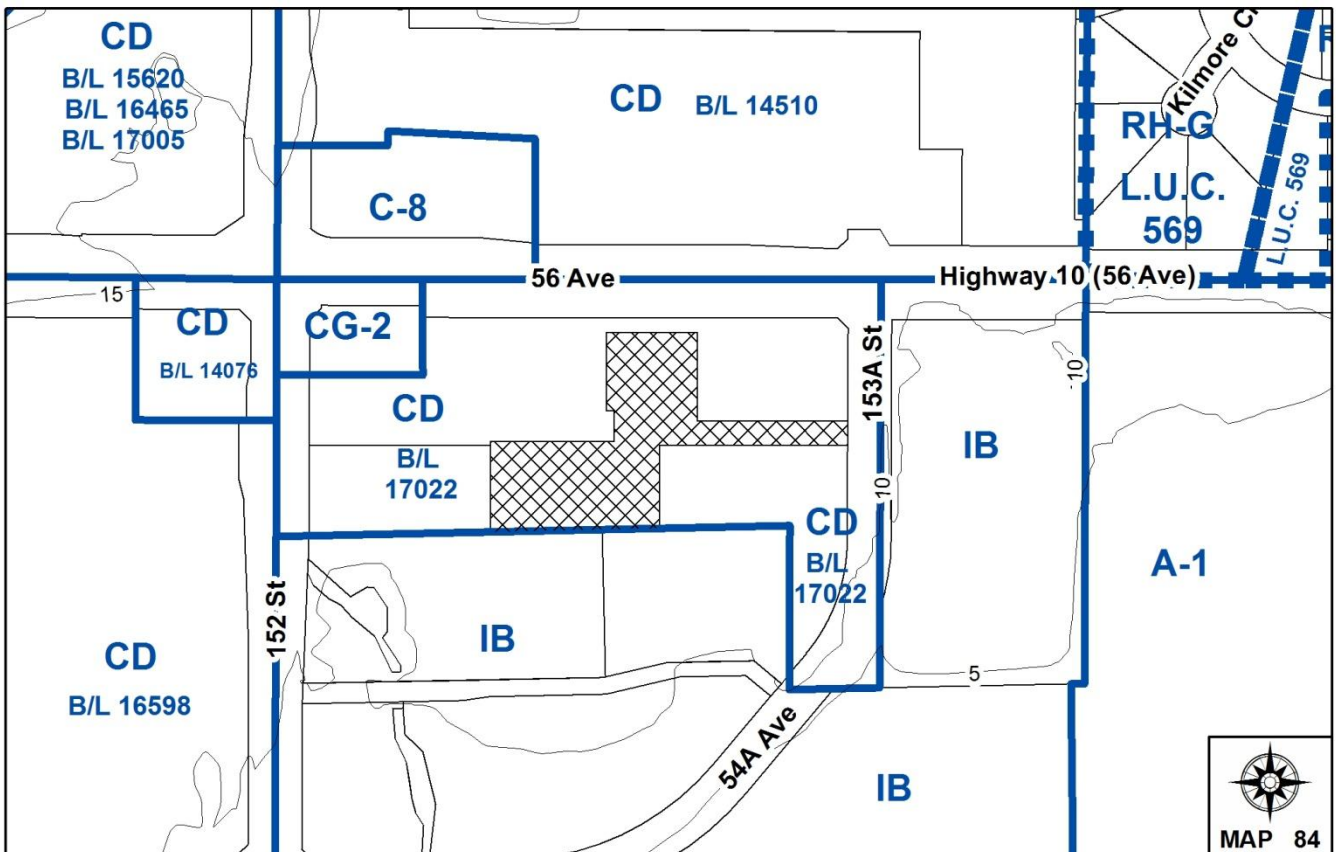 CD
B/L 15620
B/L 16465
B/L 17005
CD B/L 14510
Kilmore
RH-G
L.U.C.
569
L.U.C. 569
C-8
56 Ave
Highway 10 (56 Ave)
15
CD
B/L 14076
CG-2
153A St
10
CD
B/L
17022
IB
10
CD
B/L
17022
A-1
152 St
IB
5
CD
B/L 16598
54A Ave
IB
MAP 84